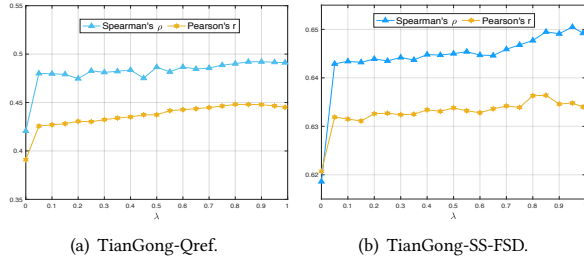 Spearman's ρ Pearson's r
0.5
0.45
0.4
0.35
0 0.1 0.2 0.3 0.4 0.5 0.6 0.7 0.8 0.9 1
λ
(a) TianGong-Qref.
Spearman's ρ Pearson's r
0.65
0.64
0.63
0.62
0 0.1 0.2 0.3 0.4 0.5 0.6 0.7 0.8 0.9
λ
(b) TianGong-SS-FSD.